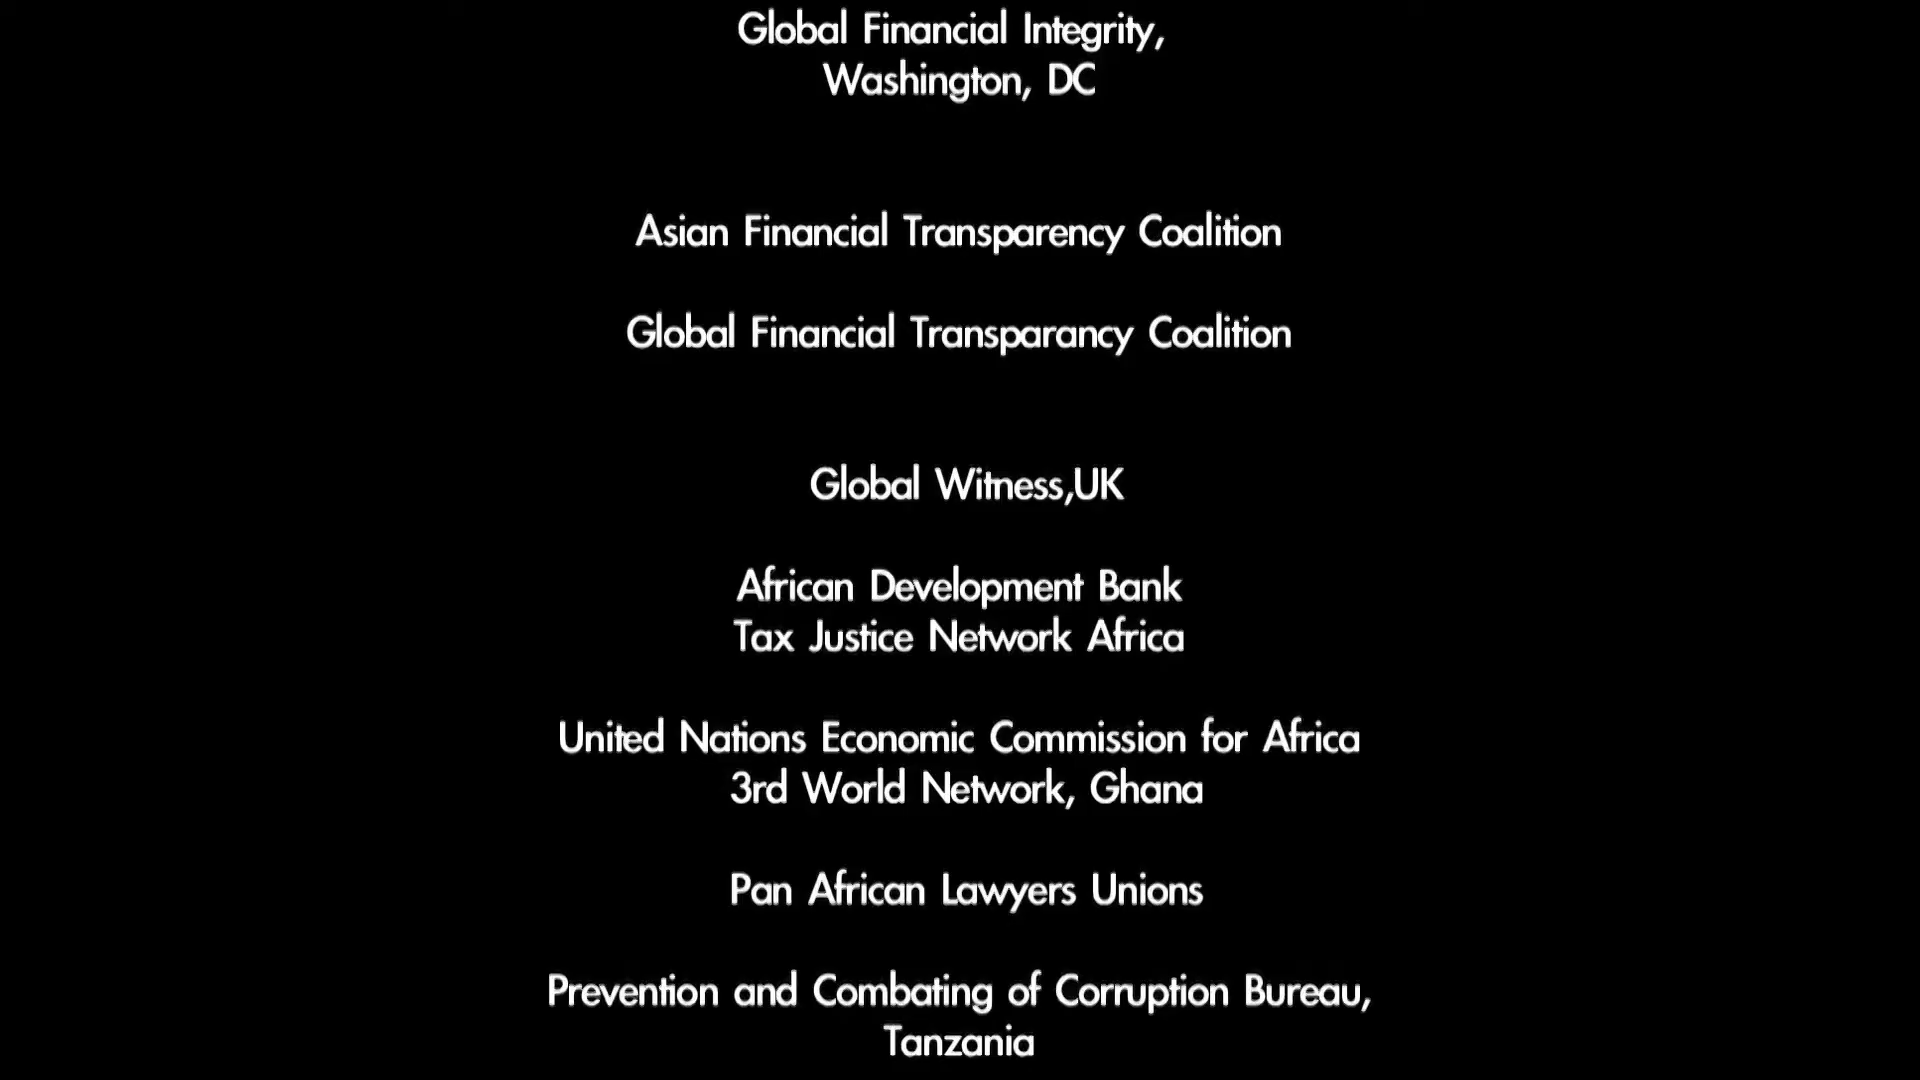 Global Financial Integrity,
Washington, DC
Asian Financial Transparency Coalition
Global Financial Transparancy Coalition
Global Witness,UK
African Development Bank
Tax Justice Network Africa
United Nations Economic Commission for Africa
3rd World Network, Ghana
Pan African Lawyers Unions
Prevention and Combating of Corruption Bureau,
Tanzania